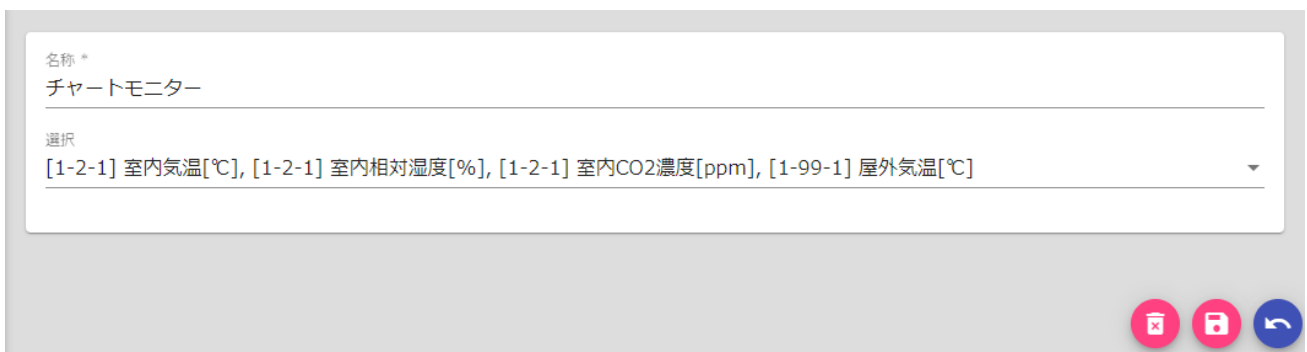 名称 *
チャートモニター
選択
[1-2-1] 室内気温[℃], [1-2-1] 室内相対湿度[%], [1-2-1] 室内CO2濃度[ppm], [1-99-1] 屋外気温[℃]